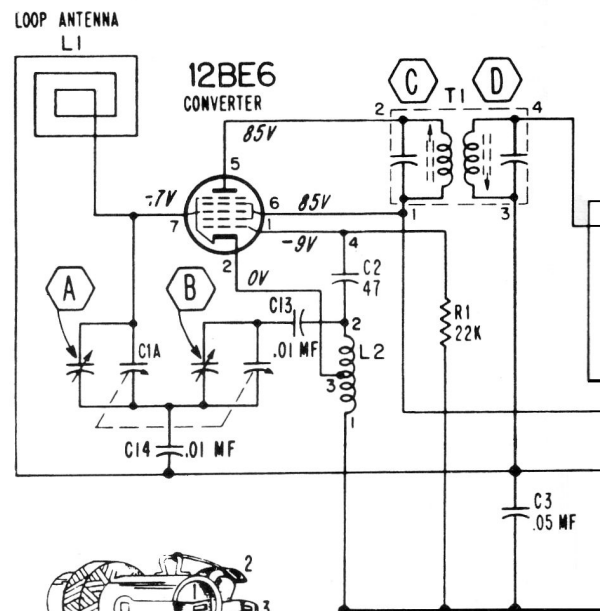 LOOP ANTENNA
L1
12BE6
CONVERTER
C
D
T1
2
4
85V
5
-.7V
7
6
85V
1
1
3
-.9V
2
0V
4
C2
47
A
B
C13
.01 MF
2
L2
R1
22K
C1A
3
1
C14
.01 MF
C3
.05 MF
2
1
3